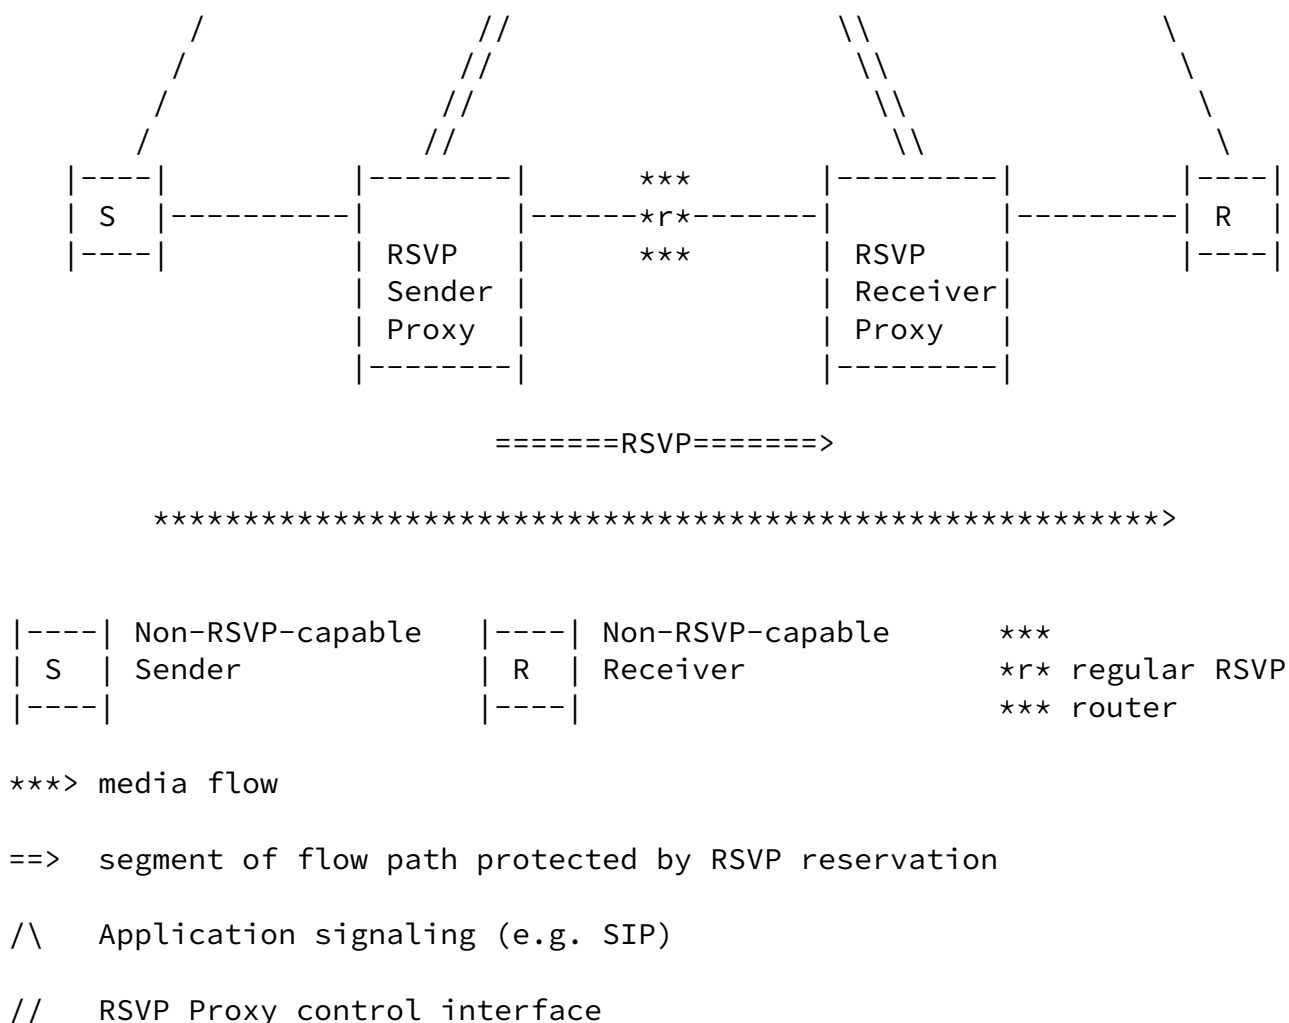 /               //                  \\                 \
         /               //                    \\                 \
        /               //                      \\                 \
       /               //                        \\                 \
   |----|           |--------|      ***       |---------|         |----|
   | S  |----------|        |------*r*-------|         |---------| R  |
   |----|           | RSVP   |      ***       | RSVP    |         |----|
                    | Sender |                | Receiver|
                    | Proxy  |                | Proxy   |
                    |--------|                |---------|
                           =======RSVP=======>
        ********************************************************>
|----| Non-RSVP-capable   |----| Non-RSVP-capable      ***
| S  | Sender             | R  | Receiver              *r* regular RSVP
|----|                    |----|                       *** router
***> media flow
==>  segment of flow path protected by RSVP reservation
/\   Application signaling (e.g. SIP)
//   RSVP Proxy control interface